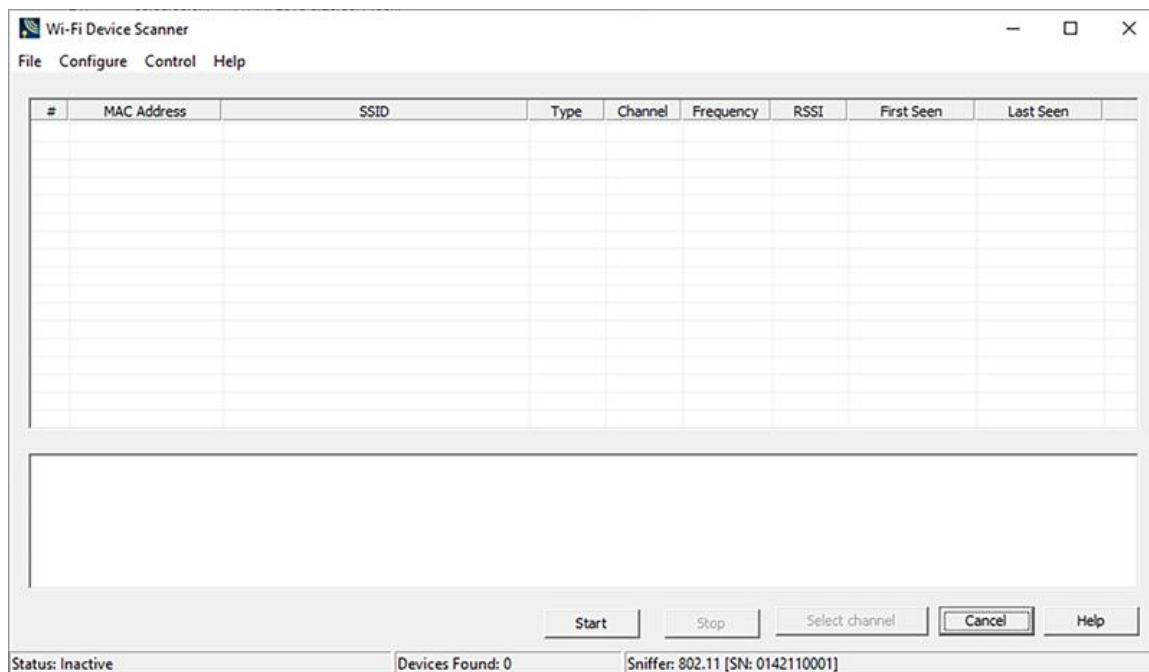 Wi-Fi Device Scanner
File Configure Control Help
# MAC Address SSID Type Channel Frequency RSSI First Seen Last Seen
Start Stop Select channel Cancel Help
Status: Inactive Devices Found: 0 Sniffer: 802.11 [SN: 0142110001]